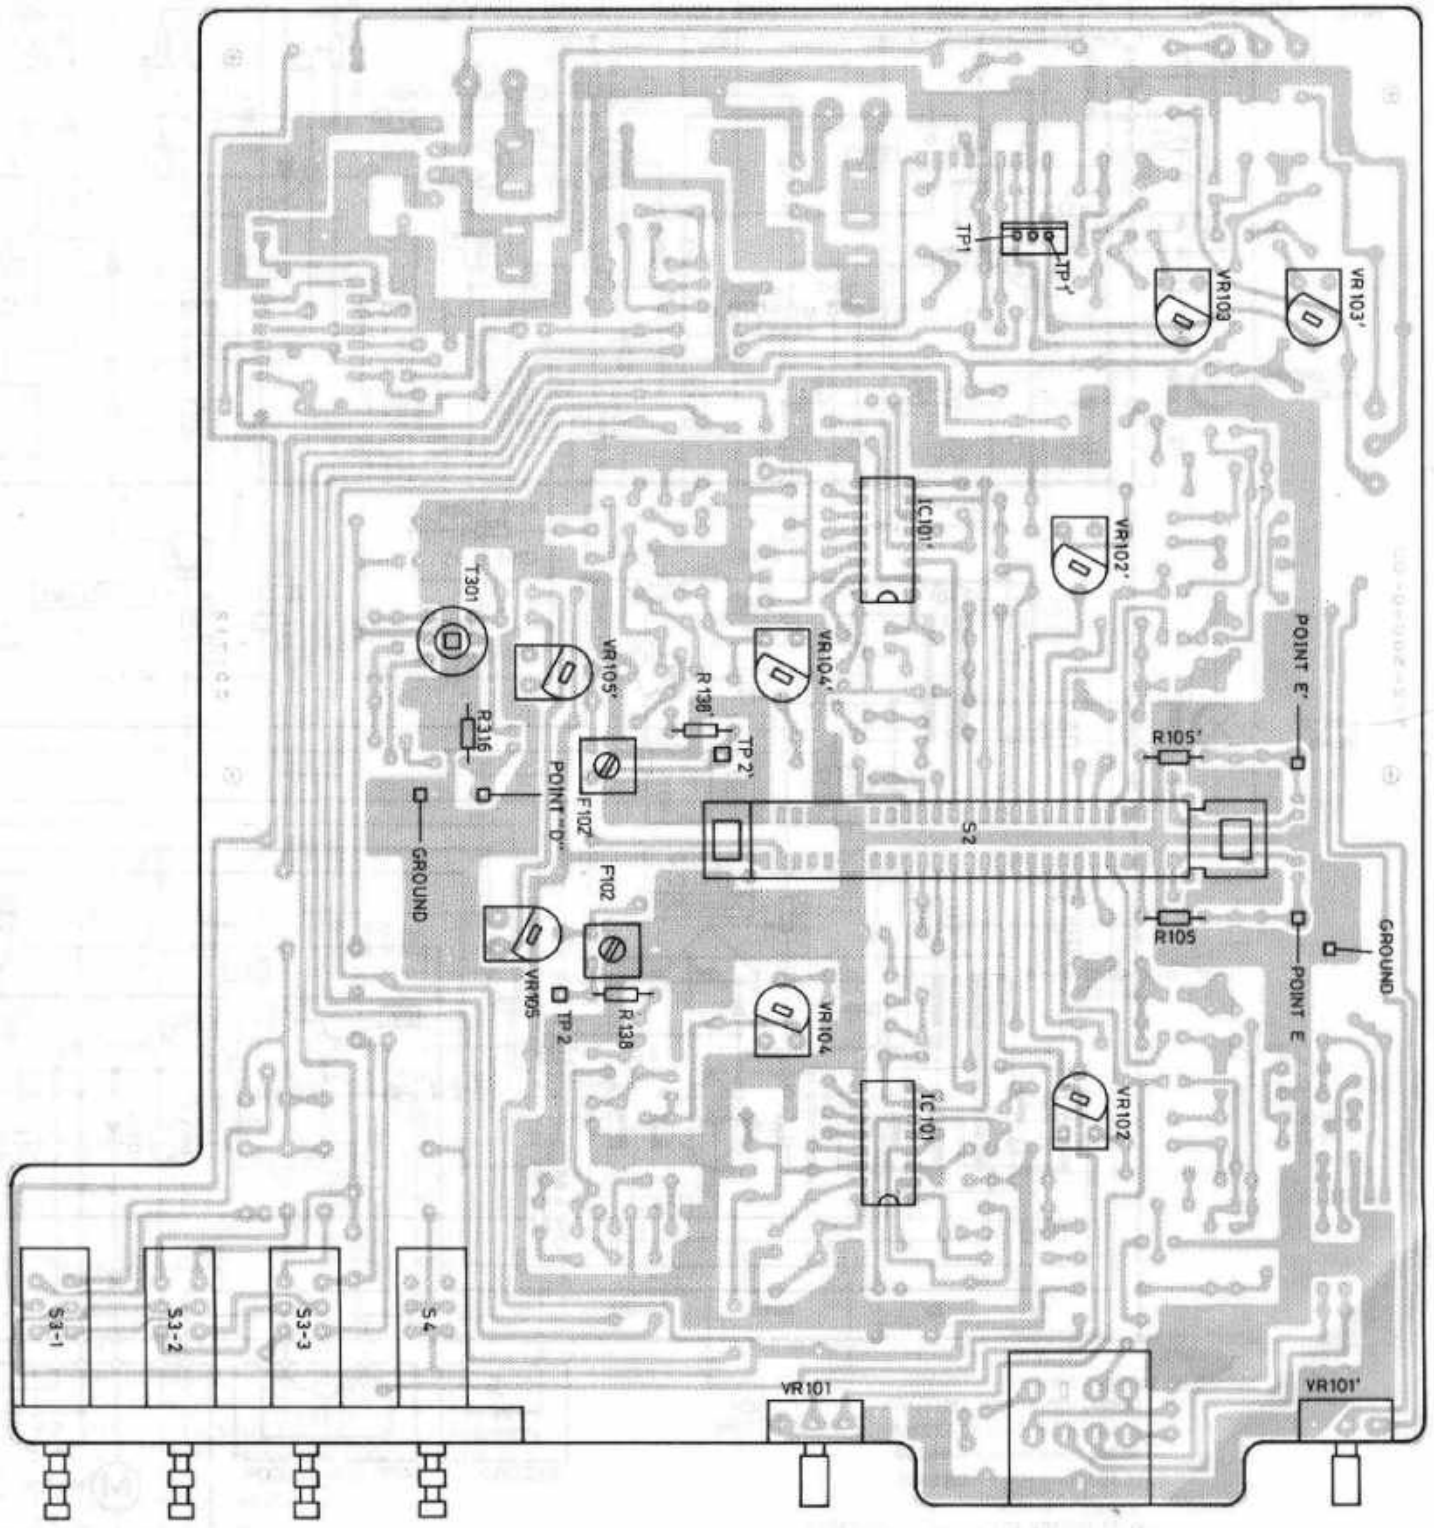 TP1
TP1'
VR103
VR103'
IC101'
VR102'
T301
VR105'
VR104'
POINT E'
R138'
R316
TP2'
R105'
POINT "D"
F102'
S2
GROUND
F102
R105
GROUND
VR105
TP2
R138
VR104
POINT E
IC101
VR102
S3-1
S3-2
S3-3
S4
VR101
VR101'